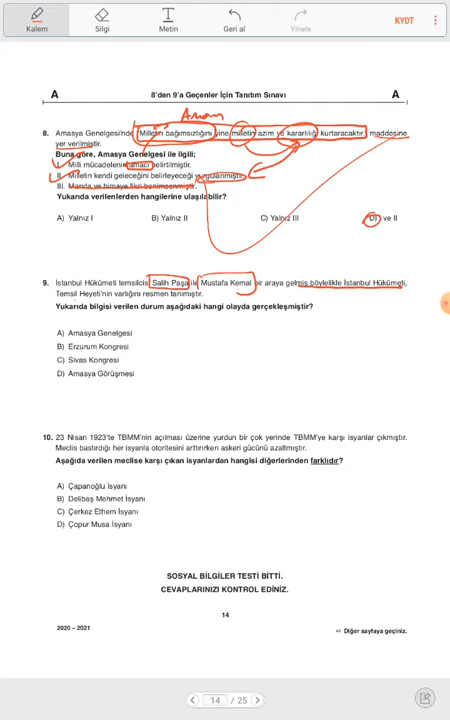 Kalem
Silgi
Metin
Geri al
Yinele
KYDT
A 8'den 9'a Geçenler İçin Tanıtım Sınavı A
Amaç
8. Amasya Genelgesi'nde Milletin bağımsızlığını yine milletin azim ve kararlılığı kurtaracaktır. maddesine
yer verilmiştir.
Buna göre, Amasya Genelgesi ile ilgili;
I. Milli mücadelenin amacı belirtilmiştir.
II. Milletin kendi geleceğini belirleyeceği vurgulanmıştır.
III. Manda ve himaye fikri benimsenmiştir.
Yukarıda verilenlerden hangilerine ulaşılabilir?
A) Yalnız I B) Yalnız II C) Yalnız III D) I ve II
9. İstanbul Hükümeti temsilcisi Salih Paşa ile Mustafa Kemal bir araya gelmiş böylelikle İstanbul Hükümeti,
Temsil Heyeti'nin varlığını resmen tanımıştır.
Yukarıda bilgisi verilen durum aşağıdaki hangi olayda gerçekleşmiştir?
A) Amasya Genelgesi
B) Erzurum Kongresi
C) Sivas Kongresi
D) Amasya Görüşmesi
10. 23 Nisan 1923'te TBMM'nin açılması üzerine yurdun bir çok yerinde TBMM'ye karşı isyanlar çıkmıştır.
Meclis bastırdığı her isyanla otoritesini arttırırken askeri gücünü azaltmıştır.
Aşağıda verilen meclise karşı çıkan isyanlardan hangisi diğerlerinden farklıdır?
A) Çapanoğlu İsyanı
B) Delibaş Mehmet İsyanı
C) Çerkez Ethem İsyanı
D) Çopur Musa İsyanı
SOSYAL BİLGİLER TESTİ BİTTİ.
CEVAPLARINIZI KONTROL EDİNİZ.
14
2020 – 2021
Diğer sayfaya geçiniz.
14 / 25